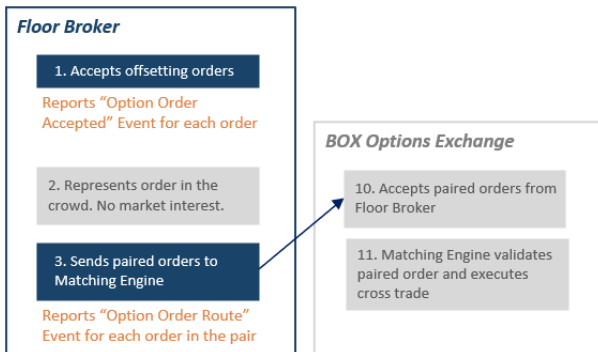 Floor Broker
1. Accepts offsetting orders
Reports “Option Order
Accepted” Event for each order
2. Represents order in the
crowd. No market interest.
3. Sends paired orders to
Matching Engine
Reports “Option Order Route”
Event for each order in the pair
BOX Options Exchange
10. Accepts paired orders from
Floor Broker
11. Matching Engine validates
paired order and executes
cross trade